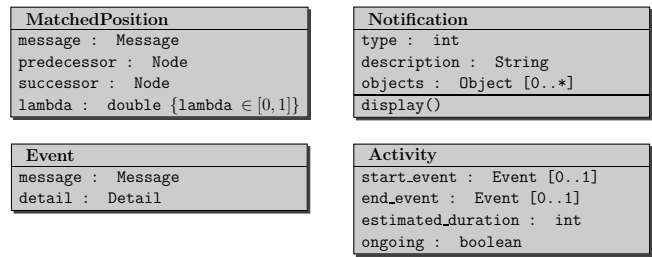 MatchedPosition
message : Message
predecessor : Node
successor : Node
lambda : double {lambda ∈ [0, 1]}
Notification
type : int
description : String
objects : Object [0..*]
display()
Event
message : Message
detail : Detail
Activity
start_event : Event [0..1]
end_event : Event [0..1]
estimated_duration : int
ongoing : boolean